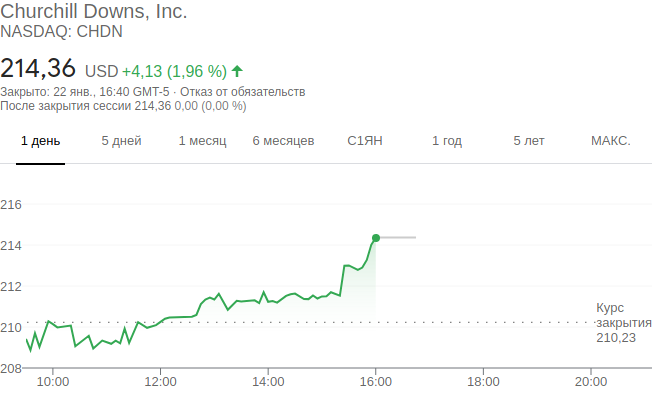 Churchill Downs, Inc.
NASDAQ: CHDN
214,36 USD +4,13 (1,96 %)
Закрыто: 22 янв., 16:40 GMT-5 · Отказ от обязательств
После закрытия сессии 214,36 0,00 (0,00 %)
1 день 5 дней 1 месяц 6 месяцев С1ЯН 1 год 5 лет МАКС.
216
214
212
210
208
Курс
закрытия
210,23
10:00 12:00 14:00 16:00 18:00 20:00